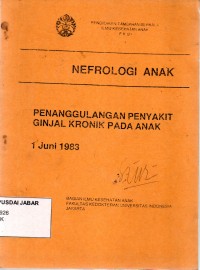 NEFROLOGI ANAK
PENANGGULANGAN PENYAKIT
GINJAL KRONIK PADA ANAK
1 Juni 1983
BAGIAN ILMU KESEHATAN ANAK
FAKULTAS KEDOKTERAN UNIVERSITAS INDONESIA
JAKARTA
PUSDAI JABAR